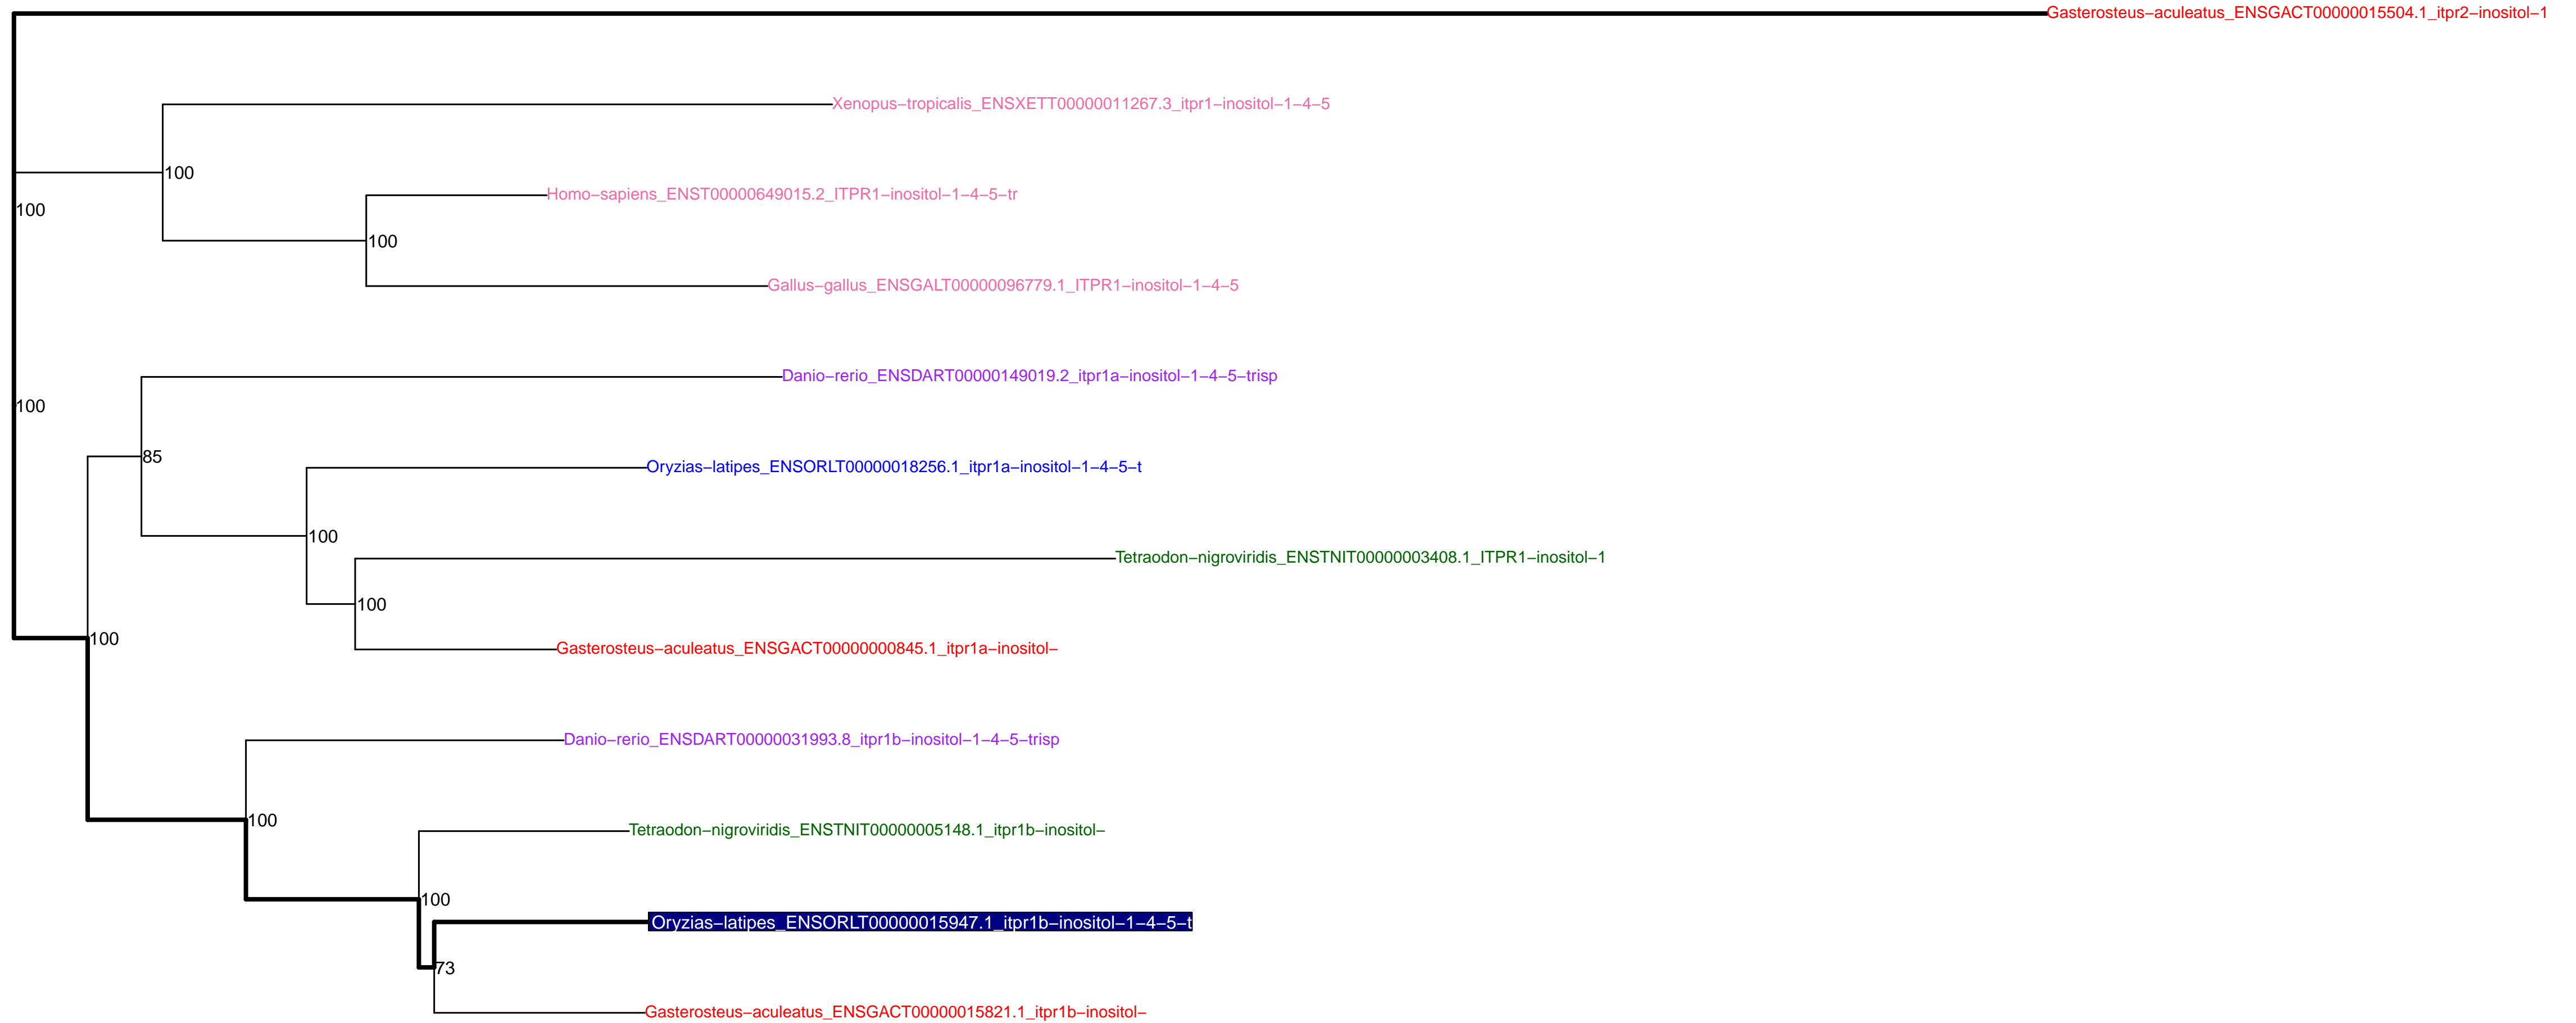 Gasterosteus−aculeatus_ENSGACT00000015504.1_itpr2−inositol−1
Xenopus−tropicalis_ENSXETT00000011267.3_itpr1−inositol−1−4−5
100
Homo−sapiens_ENST00000649015.2_ITPR1−inositol−1−4−5−tr
100
100
Gallus−gallus_ENSGALT00000096779.1_ITPR1−inositol−1−4−5
Danio−rerio_ENSDART00000149019.2_itpr1a−inositol−1−4−5−trisp
100
85
Oryzias−latipes_ENSORLT00000018256.1_itpr1a−inositol−1−4−5−t
100
Tetraodon−nigroviridis_ENSTNIT00000003408.1_ITPR1−inositol−1
100
100
Gasterosteus−aculeatus_ENSGACT00000000845.1_itpr1a−inositol−
Danio−rerio_ENSDART00000031993.8_itpr1b−inositol−1−4−5−trisp
100
Tetraodon−nigroviridis_ENSTNIT00000005148.1_itpr1b−inositol−
100
Oryzias−latipes_ENSORLT00000015947.1_itpr1b−inositol−1−4−5−t
73
Gasterosteus−aculeatus_ENSGACT00000015821.1_itpr1b−inositol−